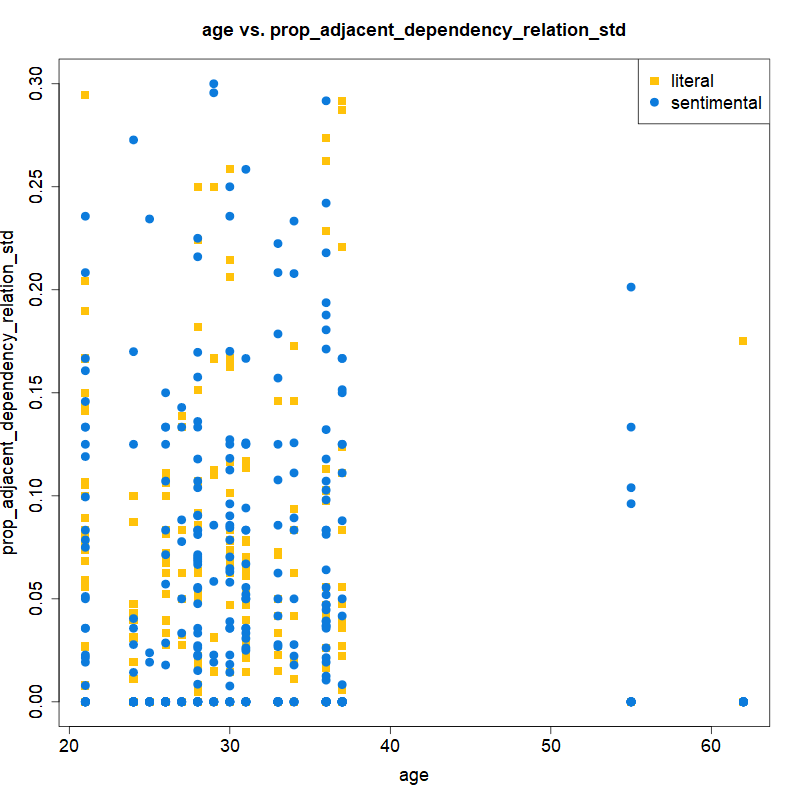 age vs. prop_adjacent_dependency_relation_std
literal
sentimental
prop_adjacent_dependency_relation_std
0.30
0.25
0.20
0.15
0.10
0.05
0.00
20
30
40
50
60
age